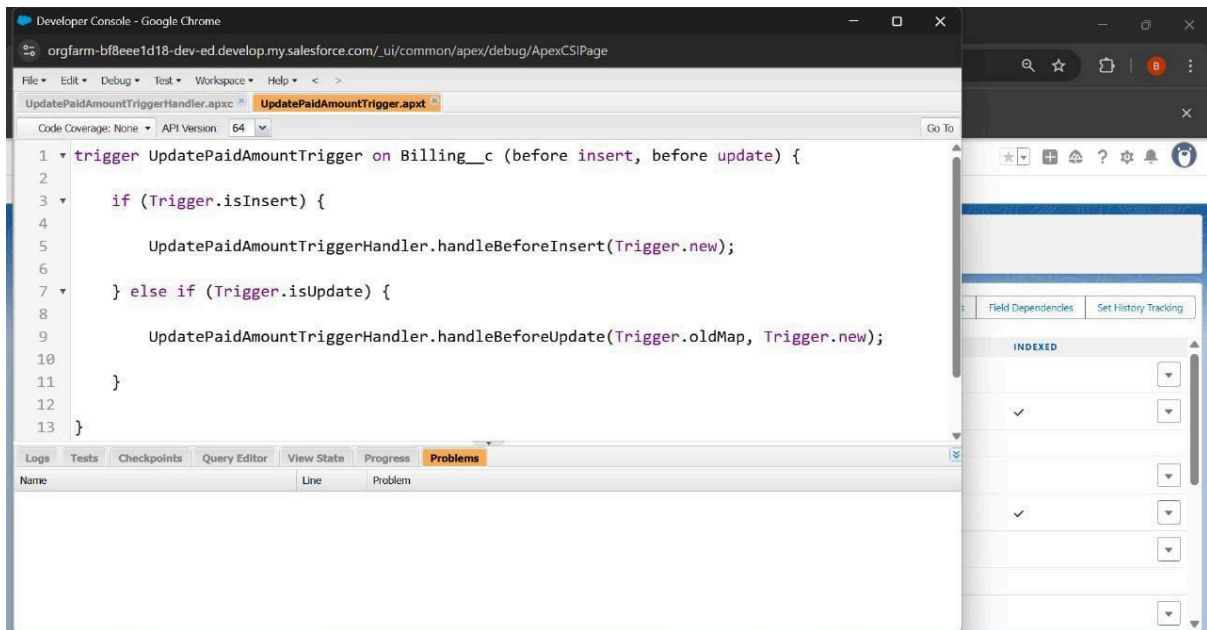 Developer Console - Google Chrome
orgfarm-bf8eee1d18-dev-ed.develop.my.salesforce.com/_ui/common/apex/debug/ApexCSIPage
File Edit Debug Test Workspace Help < >
UpdatePaidAmountTriggerHandler.apxc UpdatePaidAmountTrigger.apxt
Code Coverage: None API Version: 64 Go To
1 trigger UpdatePaidAmountTrigger on Billing__c (before insert, before update) {
2
3 if (Trigger.isInsert) {
4
5 UpdatePaidAmountTriggerHandler.handleBeforeInsert(Trigger.new);
6
7 } else if (Trigger.isUpdate) {
8
9 UpdatePaidAmountTriggerHandler.handleBeforeUpdate(Trigger.oldMap, Trigger.new);
10
11 }
12
13 }
Logs Tests Checkpoints Query Editor View State Progress Problems
Name Line Problem
B
Field Dependencies Set History Tracking
INDEXED